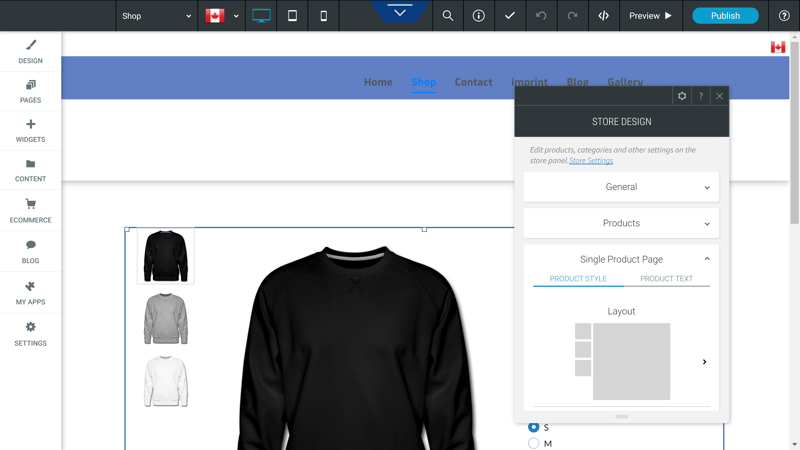 Shop
Preview
Publish
DESIGN
PAGES
WIDGETS
CONTENT
ECOMMERCE
BLOG
MY APPS
SETTINGS
Home Shop Contact imprint Blog Gallery
?
STORE DESIGN
Edit products, categories and other settings on the
store panel.Store Settings
General
Products
Single Product Page
PRODUCT STYLE PRODUCT TEXT
Layout
S
M